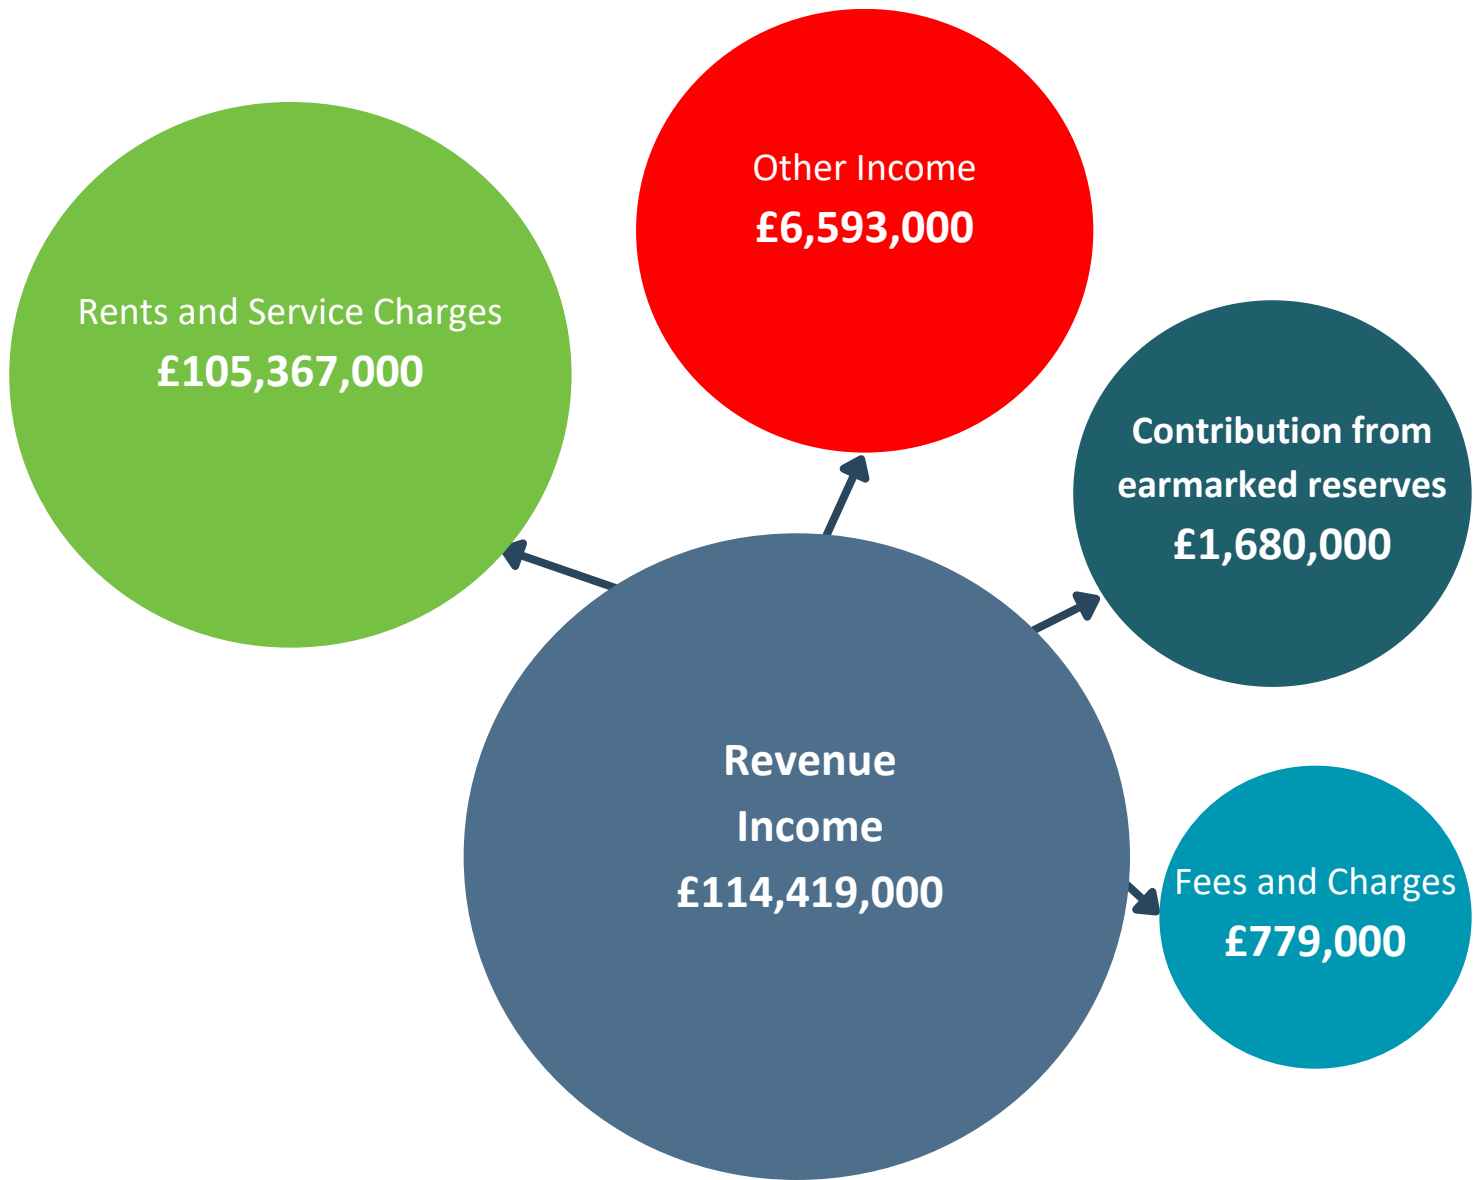 Other Income
£6,593,000
Rents and Service Charges
£105,367,000
Contribution from
earmarked reserves
£1,680,000
Revenue
Income
£114,419,000
Fees and Charges
£779,000